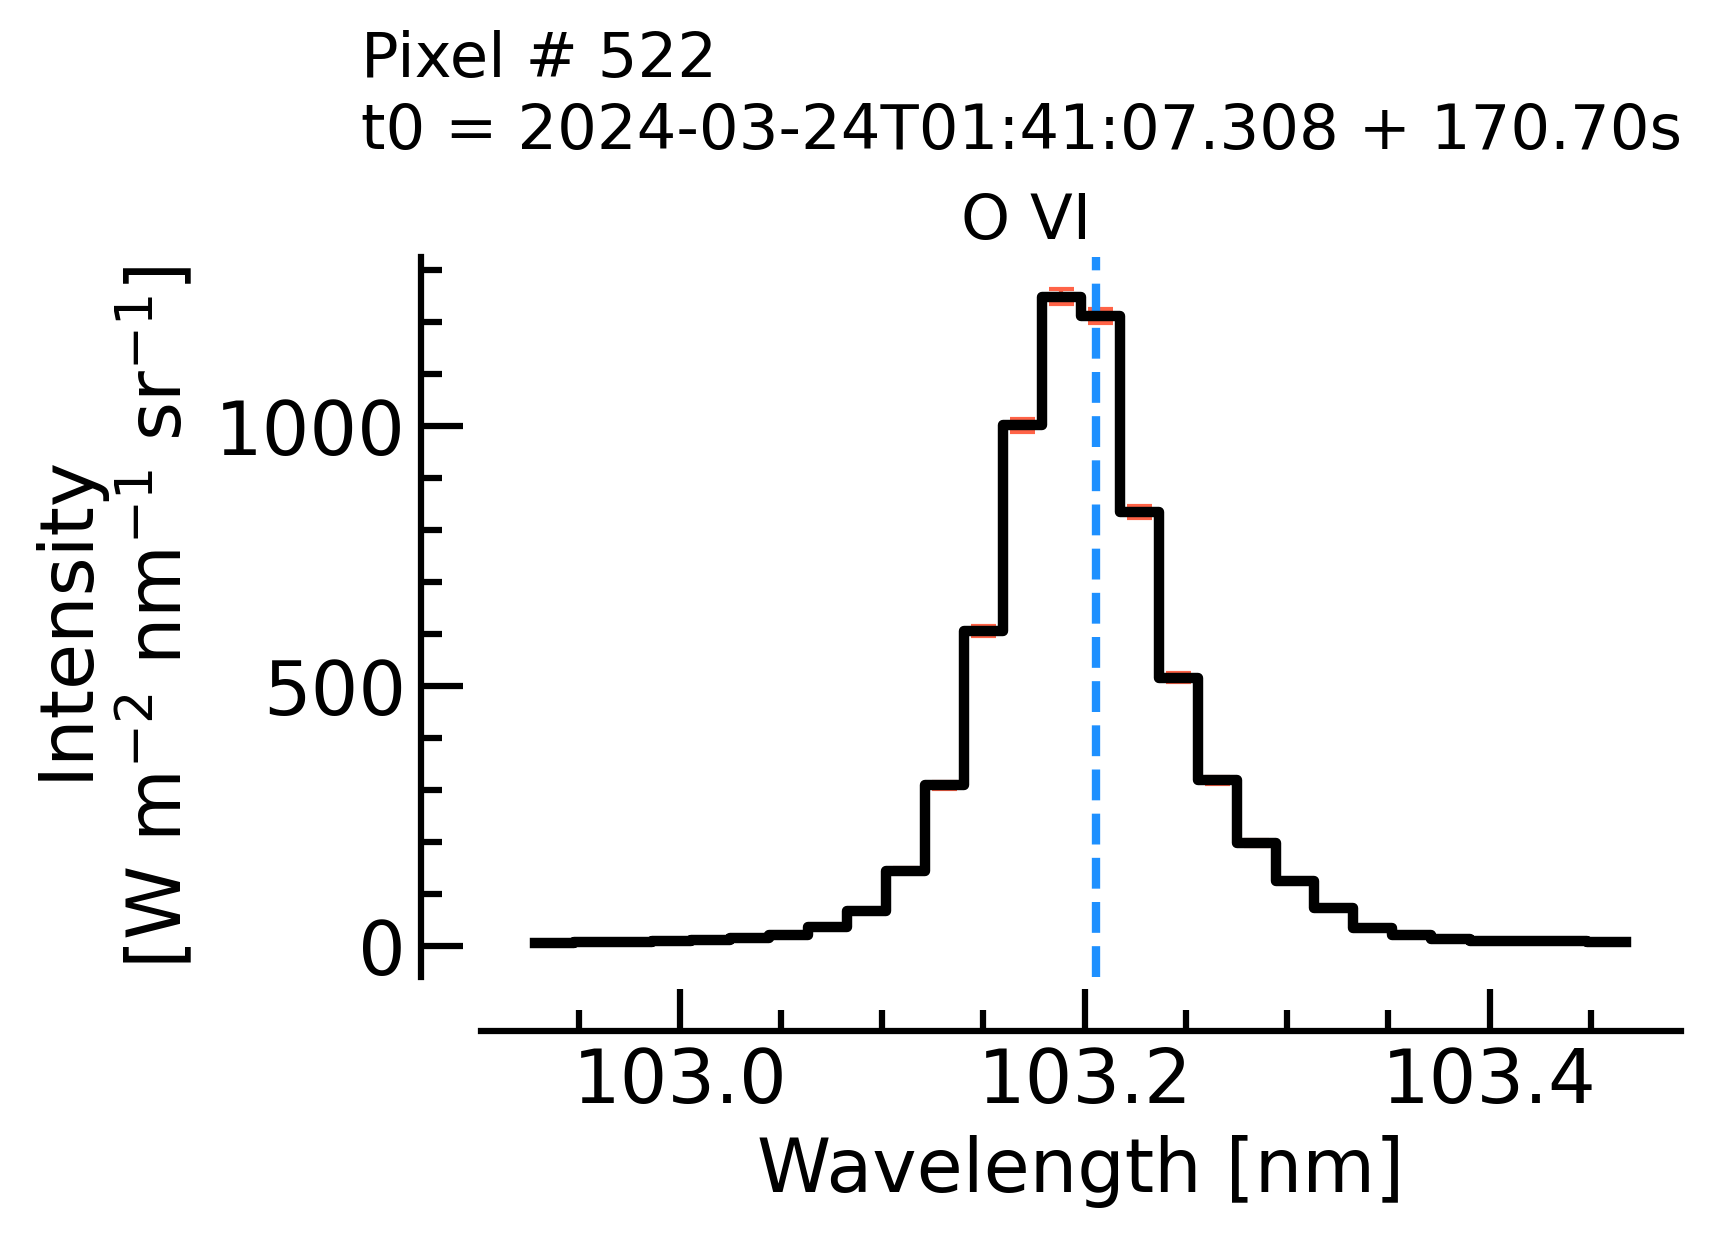 Pixel # 522
t0 = 2024-03-24T01:41:07.308 + 170.70s
O VI
Intensity
[W m⁻² nm⁻¹ sr⁻¹]
1000
500
0
103.0 103.2 103.4
Wavelength [nm]